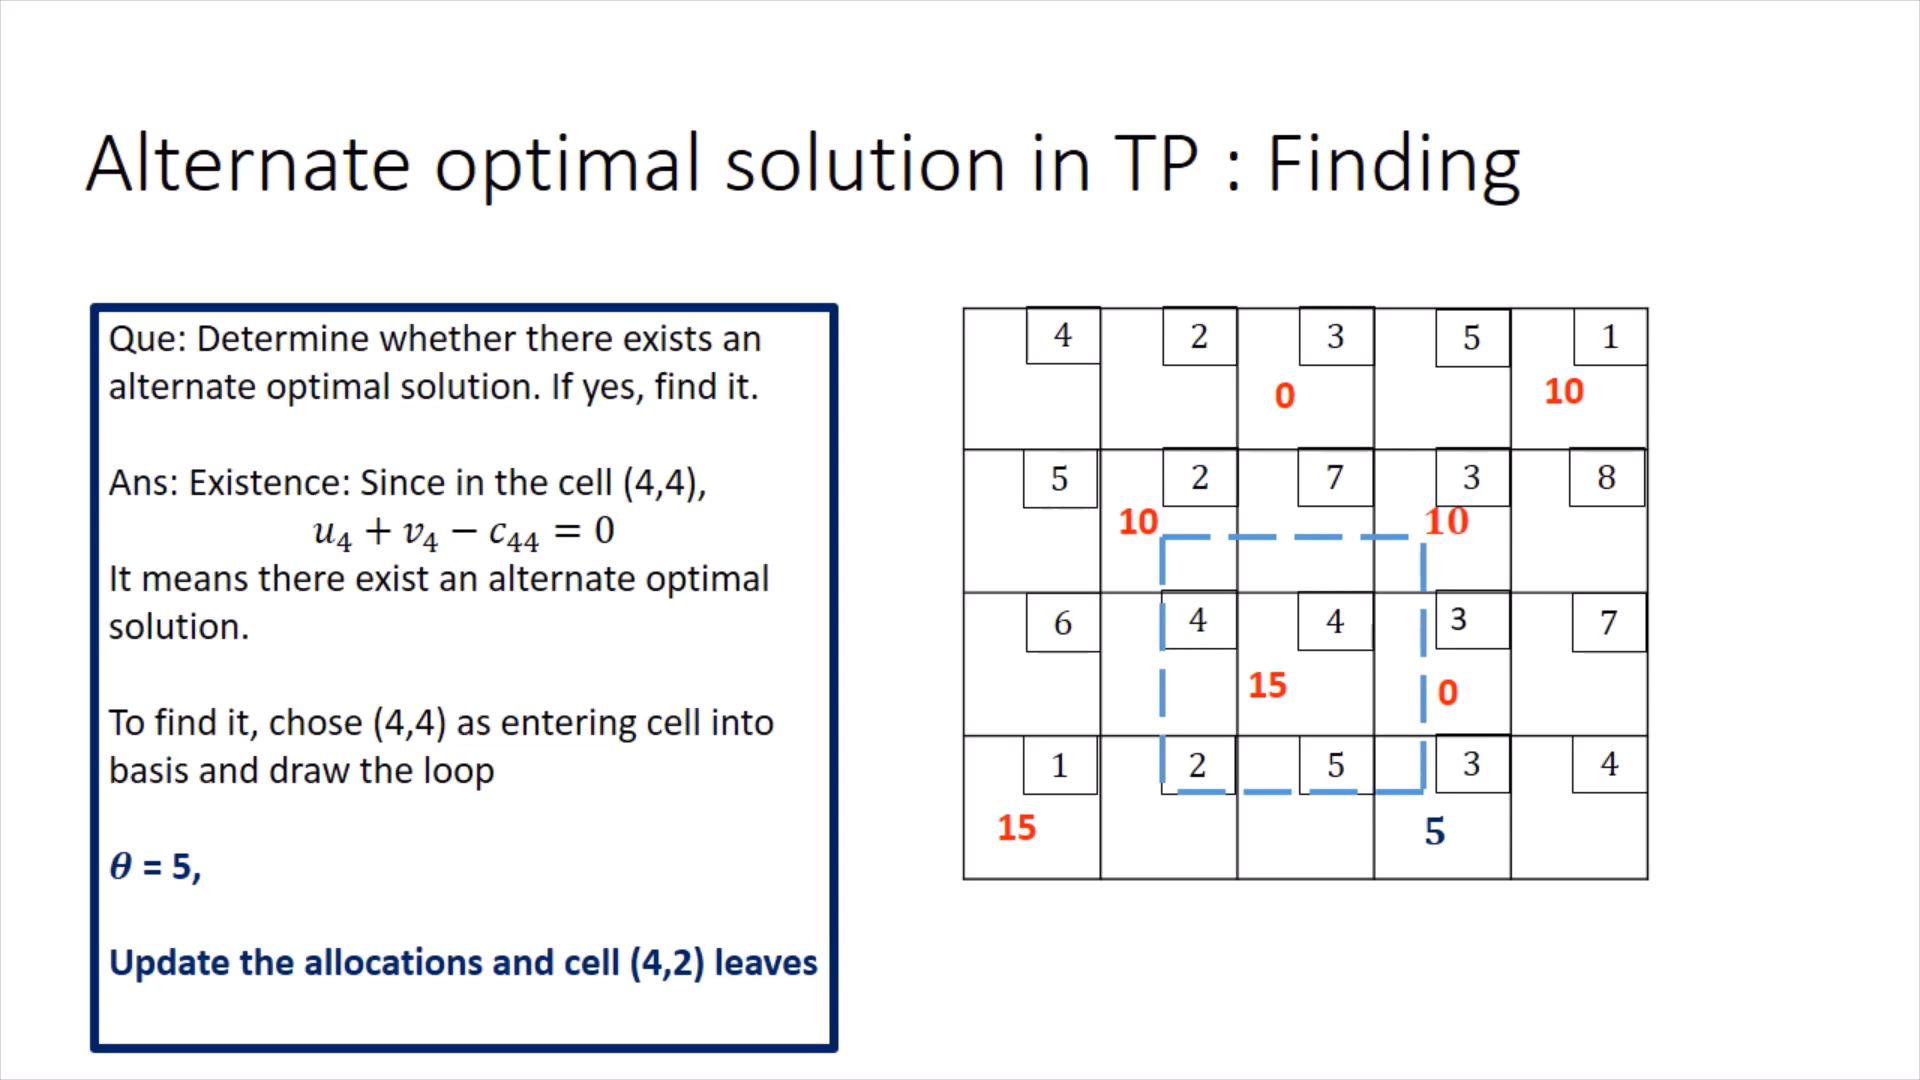 Alternate optimal solution in TP : Finding
Que: Determine whether there exists an
alternate optimal solution. If yes, find it.
Ans: Existence: Since in the cell (4,4),
𝑢₄ + 𝑣₄ − 𝑐₄₄ = 0
It means there exist an alternate optimal
solution.
To find it, chose (4,4) as entering cell into
basis and draw the loop
𝜃 = 5,
Update the allocations and cell (4,2) leaves
4 2 3 5 1
0 10
5 2 7 3 8
10 10
6 4 4 3 7
15 0
1 2 5 3 4
15 5